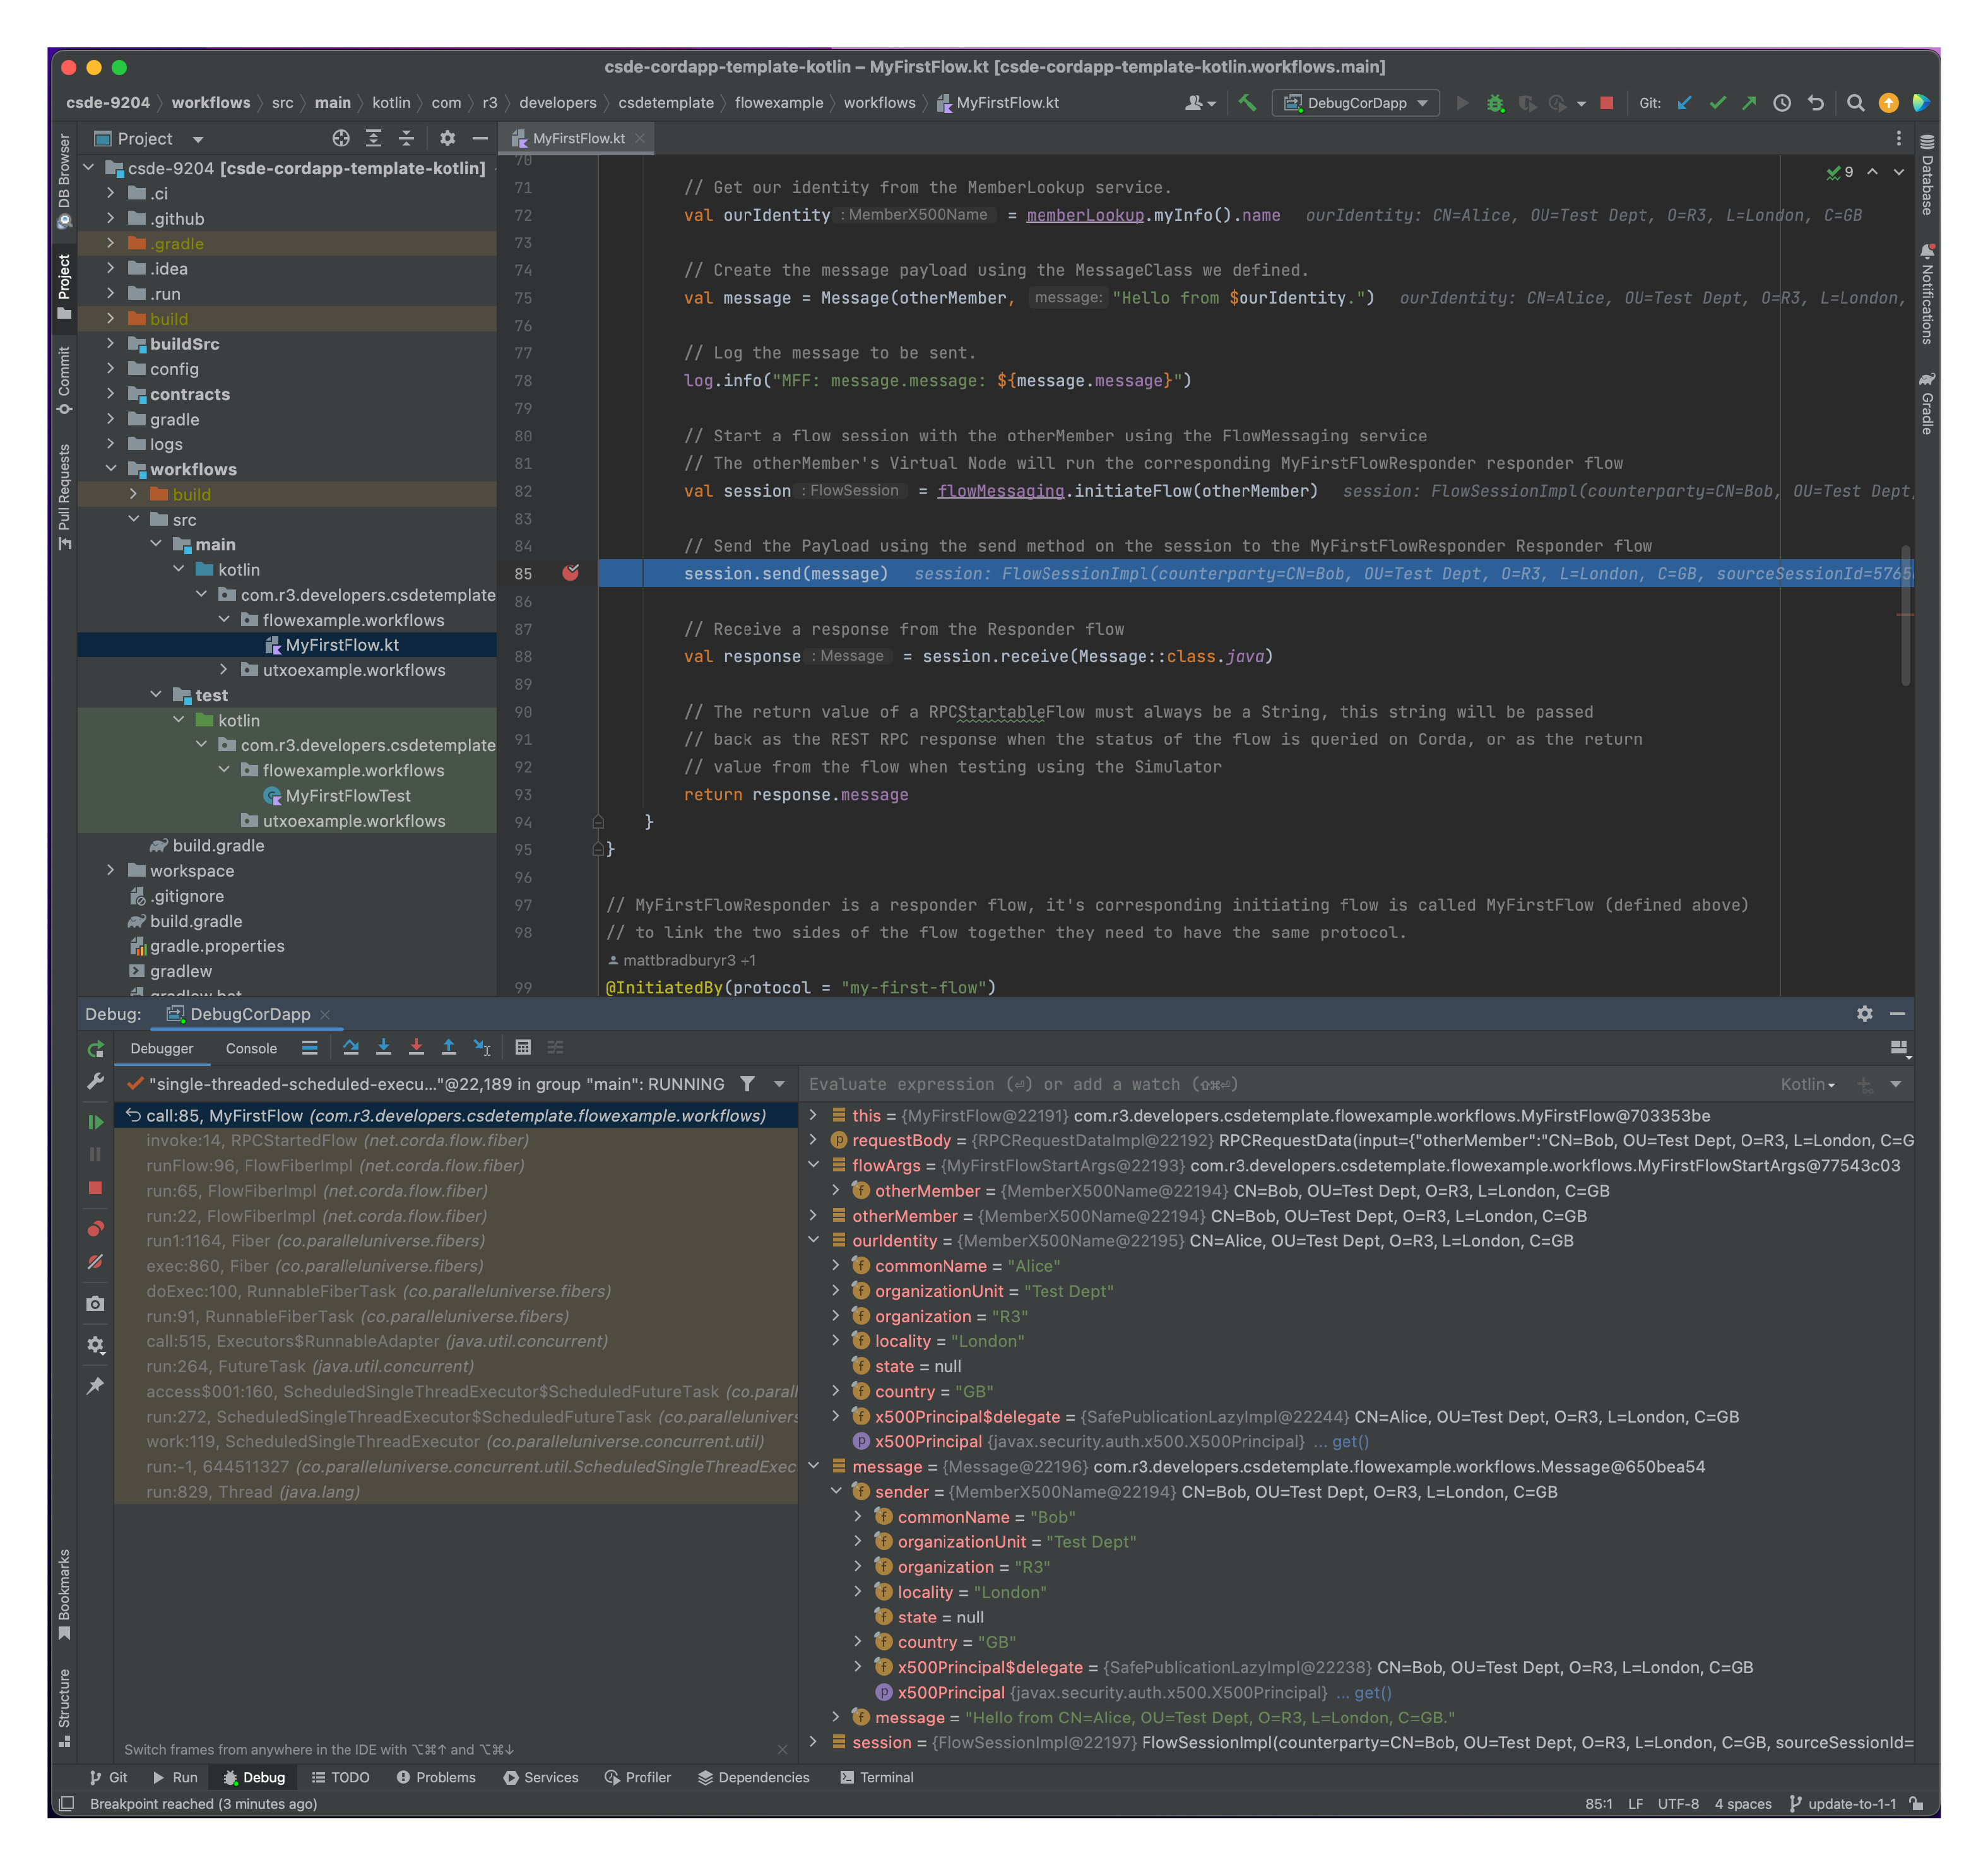 csde-cordapp-template-kotlin – MyFirstFlow.kt [csde-cordapp-template-kotlin.workflows.main]
csde-9204 〉 workflows 〉 src 〉 main 〉 kotlin 〉 com 〉 r3 〉 developers 〉 csdetemplate 〉 flowexample 〉 workflows 〉 MyFirstFlow.kt
DebugCorDapp
Git:
Project
MyFirstFlow.kt
DB Browser
Project
Commit
Pull Requests
Bookmarks
Structure
csde-9204 [csde-cordapp-template-kotlin]
.ci
.github
.gradle
.idea
.run
build
buildSrc
config
contracts
gradle
logs
workflows
build
src
main
kotlin
com.r3.developers.csdetemplate
flowexample.workflows
MyFirstFlow.kt
utxoexample.workflows
test
kotlin
com.r3.developers.csdetemplate
flowexample.workflows
MyFirstFlowTest
utxoexample.workflows
build.gradle
workspace
.gitignore
build.gradle
gradle.properties
gradlew
gradlew.bat
70
9
71 // Get our identity from the MemberLookup service.
72 val ourIdentity : MemberX500Name = memberLookup.myInfo().name ourIdentity: CN=Alice, OU=Test Dept, O=R3, L=London, C=GB
73
74 // Create the message payload using the MessageClass we defined.
75 val message = Message(otherMember, message: "Hello from $ourIdentity.") ourIdentity: CN=Alice, OU=Test Dept, O=R3, L=London,
76
77 // Log the message to be sent.
78 log.info("MFF: message.message: ${message.message}")
79
80 // Start a flow session with the otherMember using the FlowMessaging service
81 // The otherMember's Virtual Node will run the corresponding MyFirstFlowResponder responder flow
82 val session : FlowSession = flowMessaging.initiateFlow(otherMember) session: FlowSessionImpl(counterparty=CN=Bob, OU=Test Dept,
83
84 // Send the Payload using the send method on the session to the MyFirstFlowResponder Responder flow
85 session.send(message) session: FlowSessionImpl(counterparty=CN=Bob, OU=Test Dept, O=R3, L=London, C=GB, sourceSessionId=5765
86
87 // Receive a response from the Responder flow
88 val response : Message = session.receive(Message::class.java)
89
90 // The return value of a RPCStartableFlow must always be a String, this string will be passed
91 // back as the REST RPC response when the status of the flow is queried on Corda, or as the return
92 // value from the flow when testing using the Simulator
93 return response.message
94 }
95 }
96
97 // MyFirstFlowResponder is a responder flow, it's corresponding initiating flow is called MyFirstFlow (defined above)
98 // to link the two sides of the flow together they need to have the same protocol.
mattbradburyr3 +1
99 @InitiatedBy(protocol = "my-first-flow")
Database
Notifications
Gradle
Debug: DebugCorDapp
Debugger Console
"single-threaded-scheduled-execu..."@22,189 in group "main": RUNNING
call:85, MyFirstFlow (com.r3.developers.csdetemplate.flowexample.workflows)
invoke:14, RPCStartedFlow (net.corda.flow.fiber)
runFlow:96, FlowFiberImpl (net.corda.flow.fiber)
run:65, FlowFiberImpl (net.corda.flow.fiber)
run:22, FlowFiberImpl (net.corda.flow.fiber)
run1:1164, Fiber (co.paralleluniverse.fibers)
exec:860, Fiber (co.paralleluniverse.fibers)
doExec:100, RunnableFiberTask (co.paralleluniverse.fibers)
run:91, RunnableFiberTask (co.paralleluniverse.fibers)
call:515, Executors$RunnableAdapter (java.util.concurrent)
run:264, FutureTask (java.util.concurrent)
access$001:160, ScheduledSingleThreadExecutor$ScheduledFutureTask (co.parall
run:272, ScheduledSingleThreadExecutor$ScheduledFutureTask (co.parallelunivers
work:119, ScheduledSingleThreadExecutor (co.paralleluniverse.concurrent.util)
run:-1, 644511327 (co.paralleluniverse.concurrent.util.ScheduledSingleThreadExec
run:829, Thread (java.lang)
Switch frames from anywhere in the IDE with ⌥⌘↑ and ⌥⌘↓
Evaluate expression (⏎) or add a watch (⇧⌘⏎) Kotlin
this = {MyFirstFlow@22191} com.r3.developers.csdetemplate.flowexample.workflows.MyFirstFlow@703353be
requestBody = {RPCRequestDataImpl@22192} RPCRequestData(input={"otherMember":"CN=Bob, OU=Test Dept, O=R3, L=London, C=G
flowArgs = {MyFirstFlowStartArgs@22193} com.r3.developers.csdetemplate.flowexample.workflows.MyFirstFlowStartArgs@77543c03
otherMember = {MemberX500Name@22194} CN=Bob, OU=Test Dept, O=R3, L=London, C=GB
otherMember = {MemberX500Name@22194} CN=Bob, OU=Test Dept, O=R3, L=London, C=GB
ourIdentity = {MemberX500Name@22195} CN=Alice, OU=Test Dept, O=R3, L=London, C=GB
commonName = "Alice"
organizationUnit = "Test Dept"
organization = "R3"
locality = "London"
state = null
country = "GB"
x500Principal$delegate = {SafePublicationLazyImpl@22244} CN=Alice, OU=Test Dept, O=R3, L=London, C=GB
x500Principal {javax.security.auth.x500.X500Principal} ... get()
message = {Message@22196} com.r3.developers.csdetemplate.flowexample.workflows.Message@650bea54
sender = {MemberX500Name@22194} CN=Bob, OU=Test Dept, O=R3, L=London, C=GB
commonName = "Bob"
organizationUnit = "Test Dept"
organization = "R3"
locality = "London"
state = null
country = "GB"
x500Principal$delegate = {SafePublicationLazyImpl@22238} CN=Bob, OU=Test Dept, O=R3, L=London, C=GB
x500Principal {javax.security.auth.x500.X500Principal} ... get()
message = "Hello from CN=Alice, OU=Test Dept, O=R3, L=London, C=GB."
session = {FlowSessionImpl@22197} FlowSessionImpl(counterparty=CN=Bob, OU=Test Dept, O=R3, L=London, C=GB, sourceSessionId=
Git Run Debug TODO Problems Services Profiler Dependencies Terminal
Breakpoint reached (3 minutes ago) 85:1 LF UTF-8 4 spaces update-to-1-1